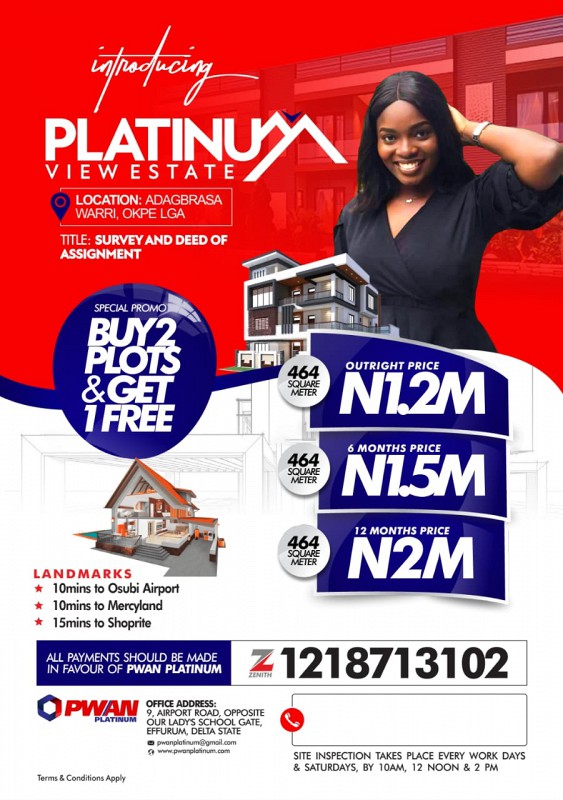 introducing
PLATINUM
VIEW ESTATE
LOCATION: ADAGBRASA
WARRI, OKPE LGA
TITLE: SURVEY AND DEED OF
ASSIGNMENT
SPECIAL PROMO
BUY 2
PLOTS
& GET
1 FREE
464
SQUARE
METER
OUTRIGHT PRICE
N1.2M
464
SQUARE
METER
6 MONTHS PRICE
N1.5M
464
SQUARE
METER
12 MONTHS PRICE
N2M
LANDMARKS
10mins to Osubi Airport
10mins to Mercyland
15mins to Shoprite
ALL PAYMENTS SHOULD BE MADE
IN FAVOUR OF PWAN PLATINUM
ZENITH
1218713102
PWAN
PLATINUM
OFFICE ADDRESS:
9, AIRPORT ROAD, OPPOSITE
OUR LADY'S SCHOOL GATE,
EFFURUM, DELTA STATE
pwanplatinum@gmail.com
www.pwanplatinum.com
SITE INSPECTION TAKES PLACE EVERY WORK DAYS
& SATURDAYS, BY 10AM, 12 NOON & 2 PM
Terms & Conditions Apply